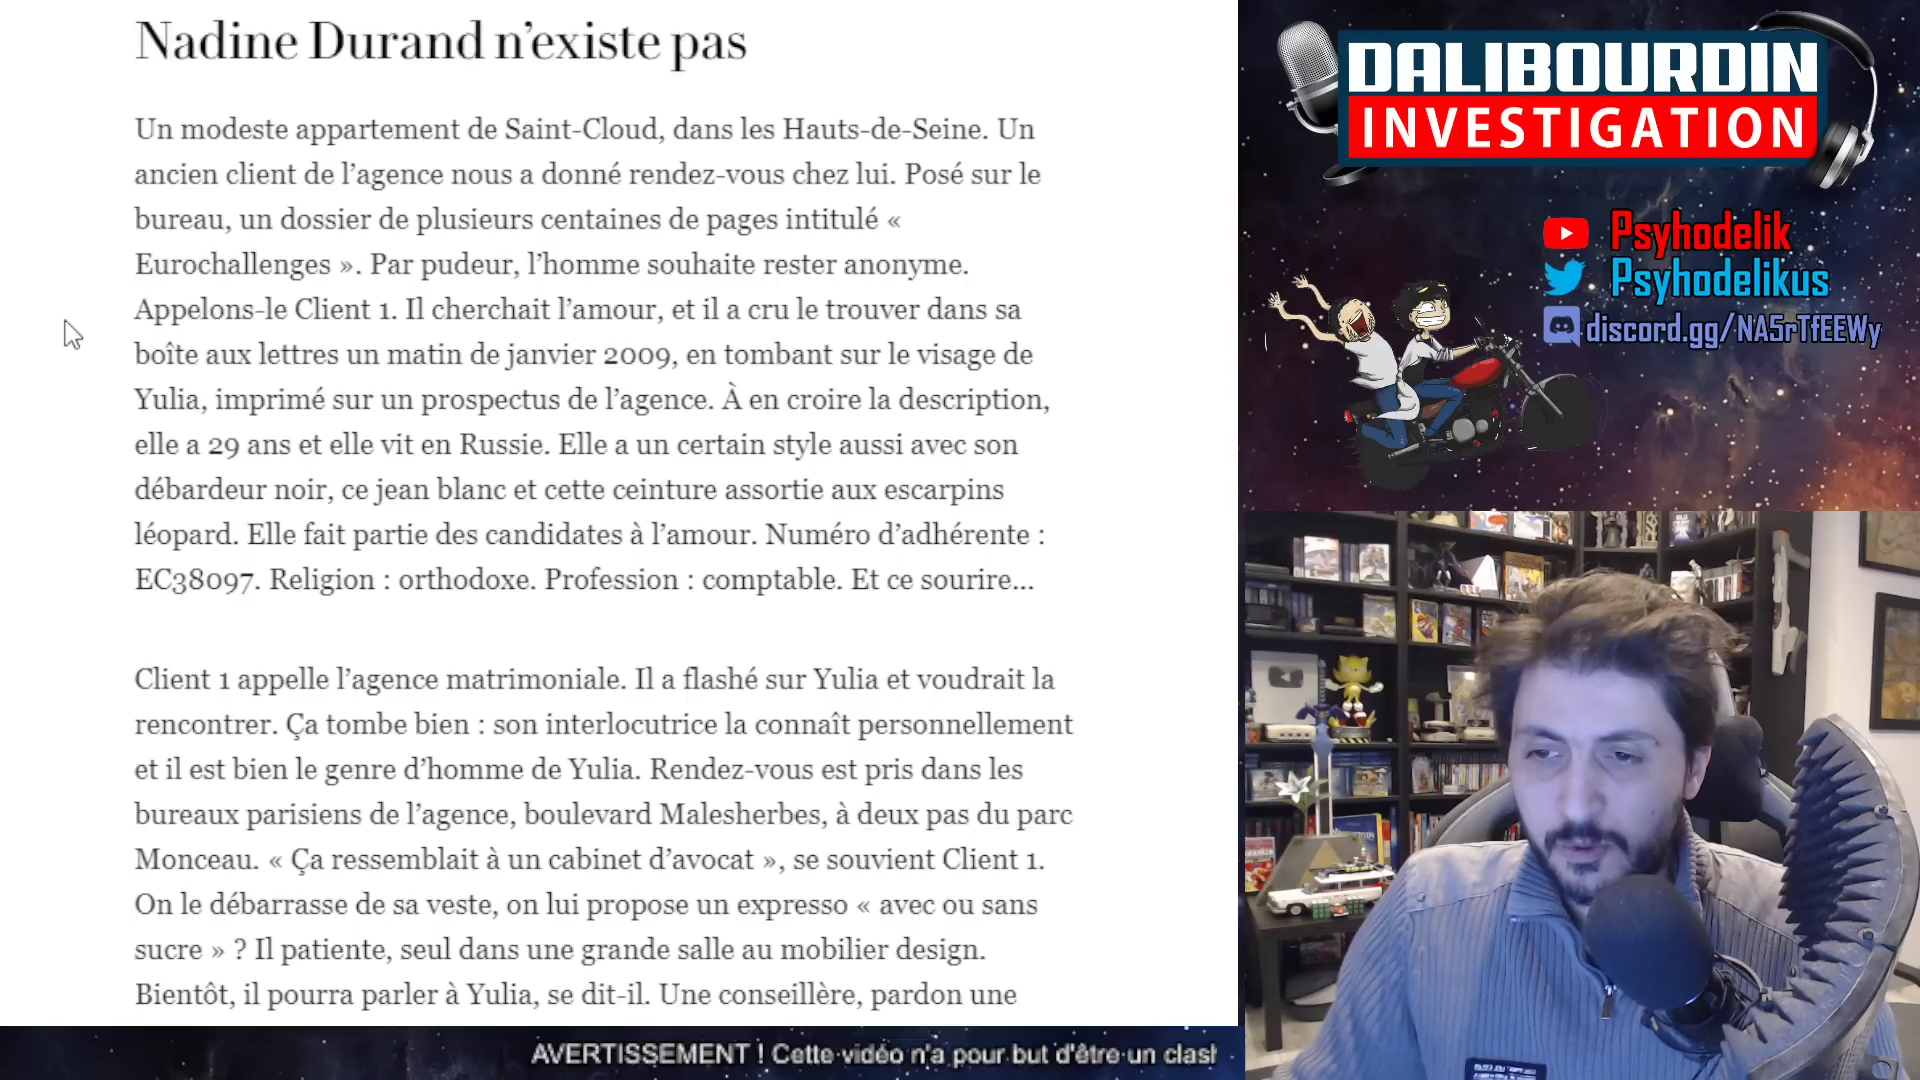 Nadine Durand n’existe pas
Un modeste appartement de Saint-Cloud, dans les Hauts-de-Seine. Un
ancien client de l’agence nous a donné rendez-vous chez lui. Posé sur le
bureau, un dossier de plusieurs centaines de pages intitulé «
Eurochallenges ». Par pudeur, l’homme souhaite rester anonyme.
Appelons-le Client 1. Il cherchait l’amour, et il a cru le trouver dans sa
boîte aux lettres un matin de janvier 2009, en tombant sur le visage de
Yulia, imprimé sur un prospectus de l’agence. À en croire la description,
elle a 29 ans et elle vit en Russie. Elle a un certain style aussi avec son
débardeur noir, ce jean blanc et cette ceinture assortie aux escarpins
léopard. Elle fait partie des candidates à l’amour. Numéro d’adhérente :
EC38097. Religion : orthodoxe. Profession : comptable. Et ce sourire...
Client 1 appelle l’agence matrimoniale. Il a flashé sur Yulia et voudrait la
rencontrer. Ça tombe bien : son interlocutrice la connaît personnellement
et il est bien le genre d’homme de Yulia. Rendez-vous est pris dans les
bureaux parisiens de l’agence, boulevard Malesherbes, à deux pas du parc
Monceau. « Ça ressemblait à un cabinet d’avocat », se souvient Client 1.
On le débarrasse de sa veste, on lui propose un expresso « avec ou sans
sucre » ? Il patiente, seul dans une grande salle au mobilier design.
Bientôt, il pourra parler à Yulia, se dit-il. Une conseillère, pardon une
DALIBOURDIN
INVESTIGATION
Psyhodelik
Psyhodelikus
discord.gg/NA5rTfEEWy
AVERTISSEMENT ! Cette vidéo n'a pour but d'être un clash